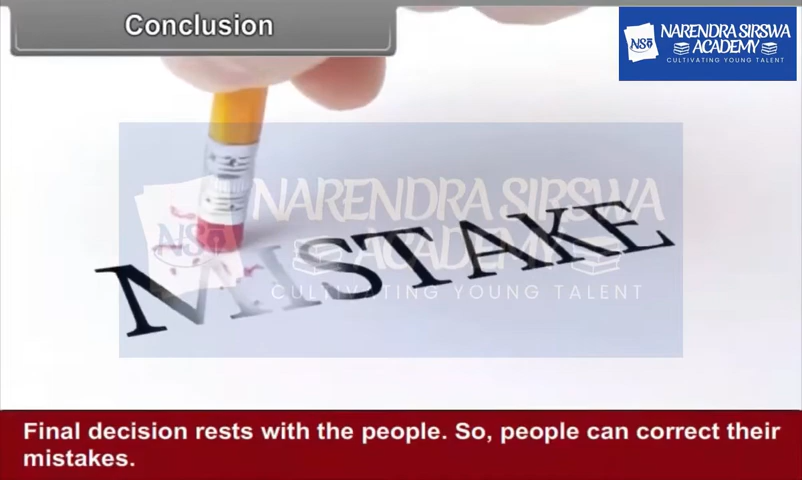 Conclusion
NARENDRA SIRSWA
ACADEMY
CULTIVATING YOUNG TALENT
NARENDRA SIRSWA
ACADEMY
CULTIVATING YOUNG TALENT
MISTAKE
Final decision rests with the people. So, people can correct their
mistakes.